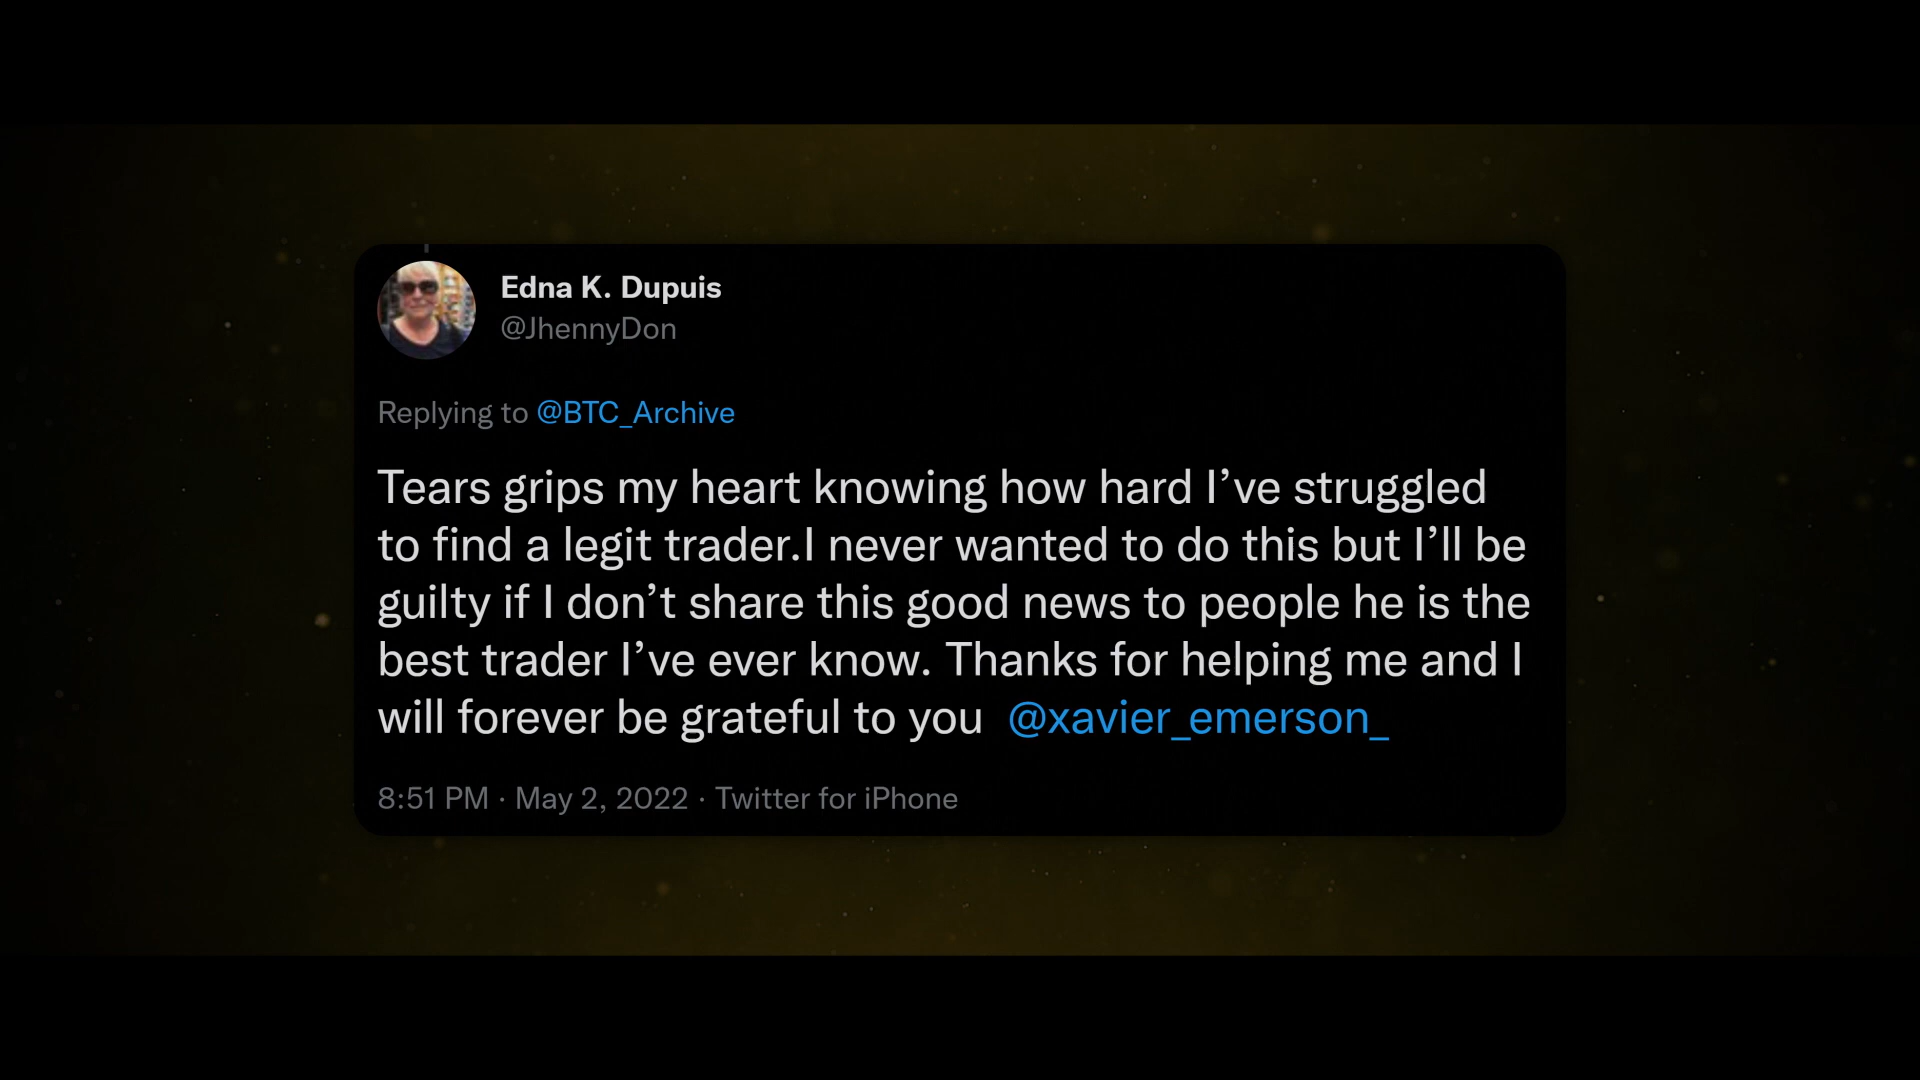 Edna K. Dupuis
@JhennyDon
Replying to @BTC_Archive
Tears grips my heart knowing how hard I’ve struggled
to find a legit trader.I never wanted to do this but I’ll be
guilty if I don’t share this good news to people he is the
best trader I’ve ever know. Thanks for helping me and I
will forever be grateful to you  @xavier_emerson_
8:51 PM · May 2, 2022 · Twitter for iPhone